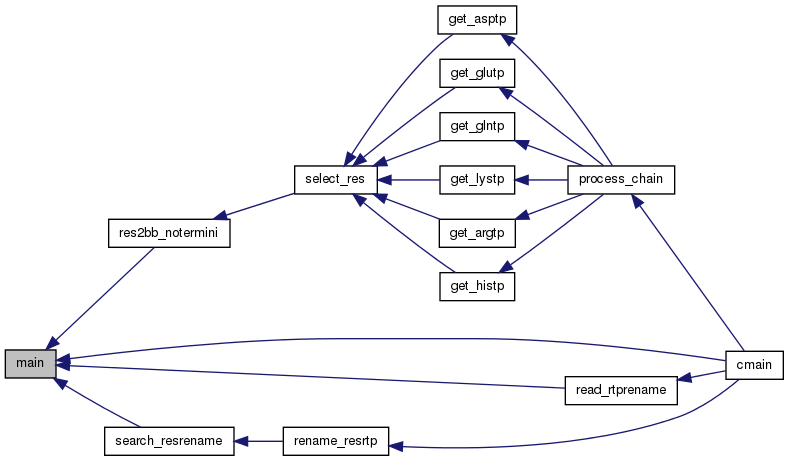 get_asptp
get_glutp
get_glntp
select_res
get_lystp
process_chain
res2bb_notermini
get_argtp
get_histp
main
cmain
read_rtprename
search_resrename
rename_resrtp